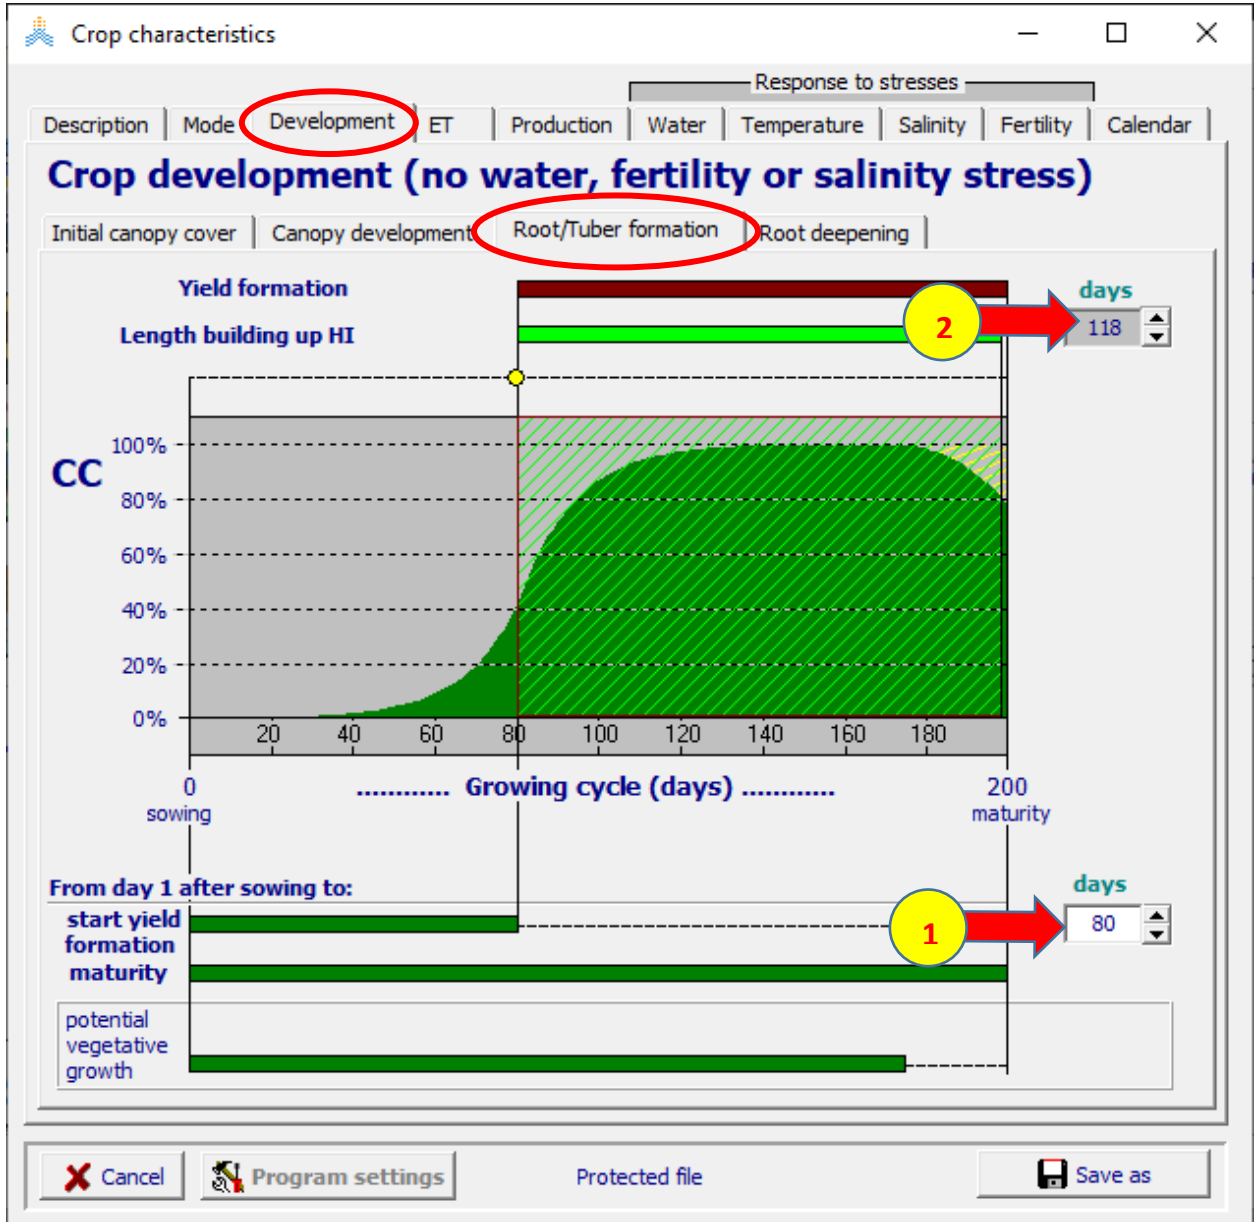 Crop characteristics
Response to stresses
Description Mode Development ET Production Water Temperature Salinity Fertility Calendar
Crop development (no water, fertility or salinity stress)
Initial canopy cover Canopy development Root/Tuber formation Root deepening
Yield formation
days
Length building up HI
2
118
CC
100%
80%
60%
40%
20%
0%
20 40 60 80 100 120 140 160 180
0 ............ Growing cycle (days) ............ 200
sowing maturity
From day 1 after sowing to:
days
start yield
formation
1
80
maturity
potential
vegetative
growth
Cancel Program settings Protected file Save as